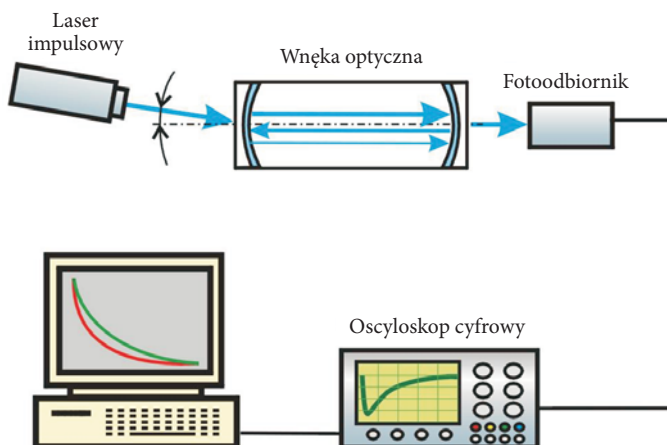 Laser
impulsowy
Wnęka optyczna
Fotoodbiornik
Oscyloskop cyfrowy